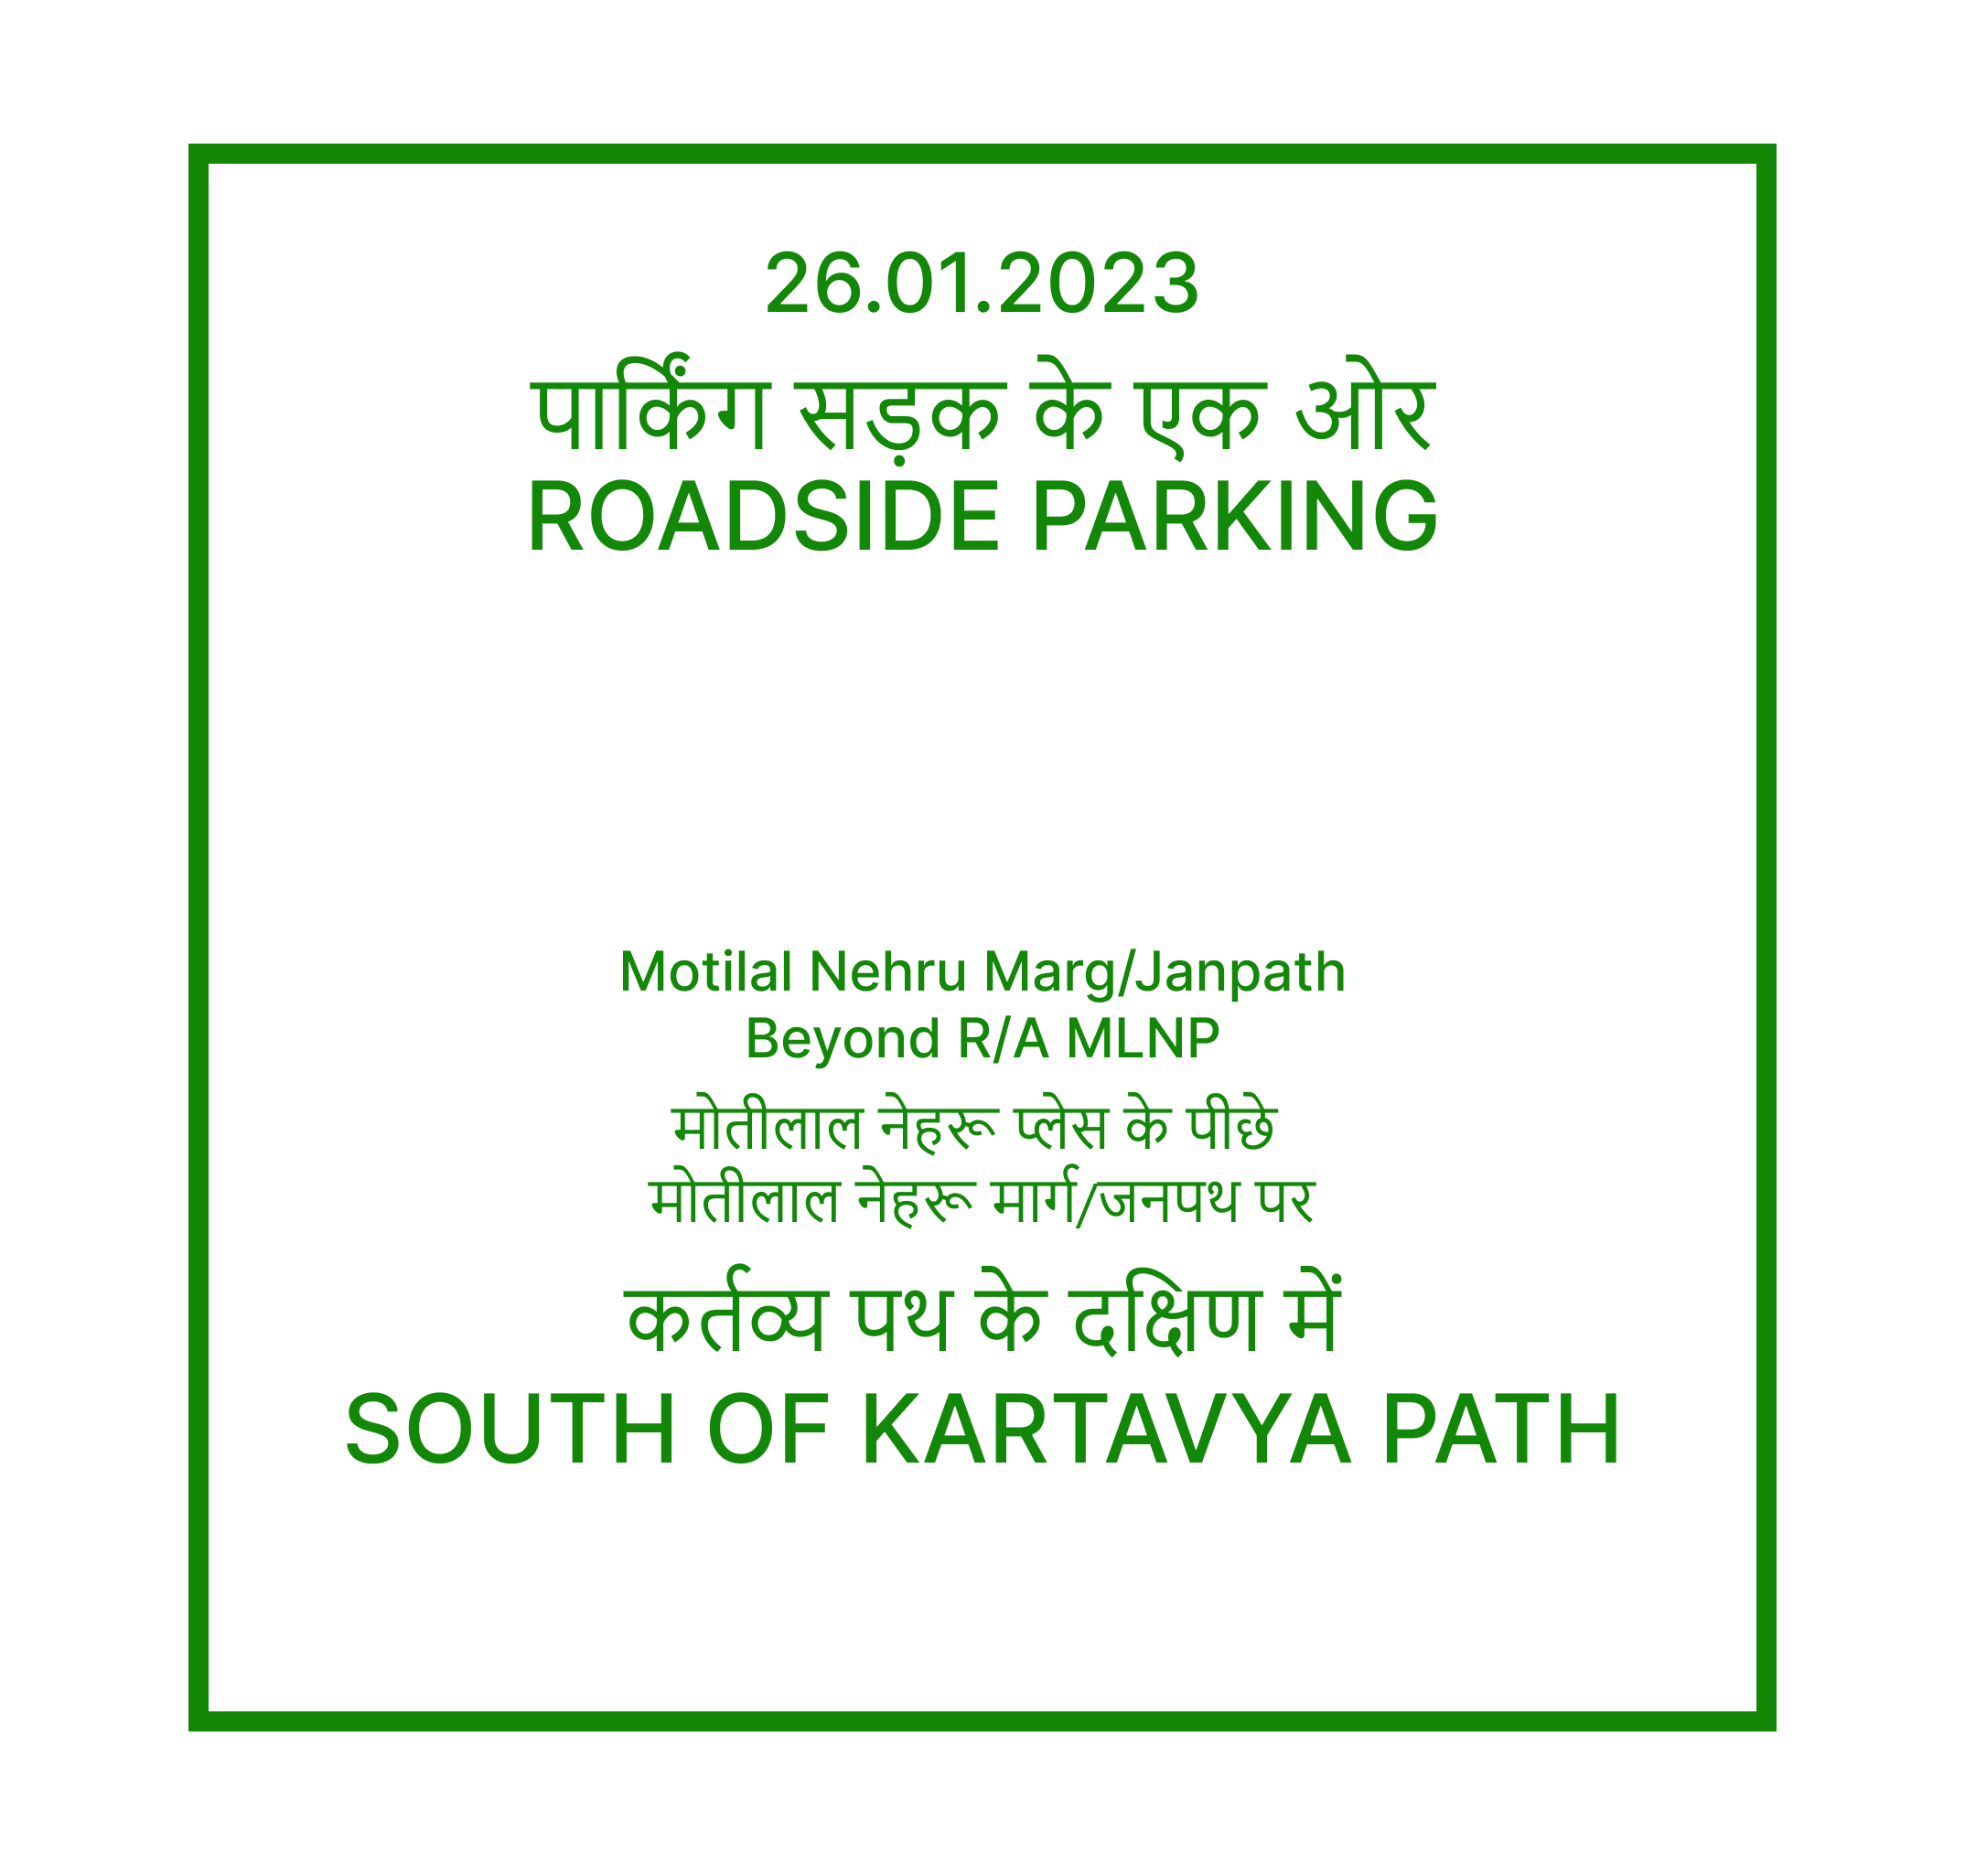 26.01.2023
पार्किंग सड़क के एक ओर
ROADSIDE PARKING
Motilal Nehru Marg/Janpath
Beyond R/A MLNP
मोतीलाल नेहरू प्लेस के पीछे
मोतीलाल नेहरू मार्ग/जनपथ पर
कर्तव्य पथ के दक्षिण में
SOUTH OF KARTAVYA PATH